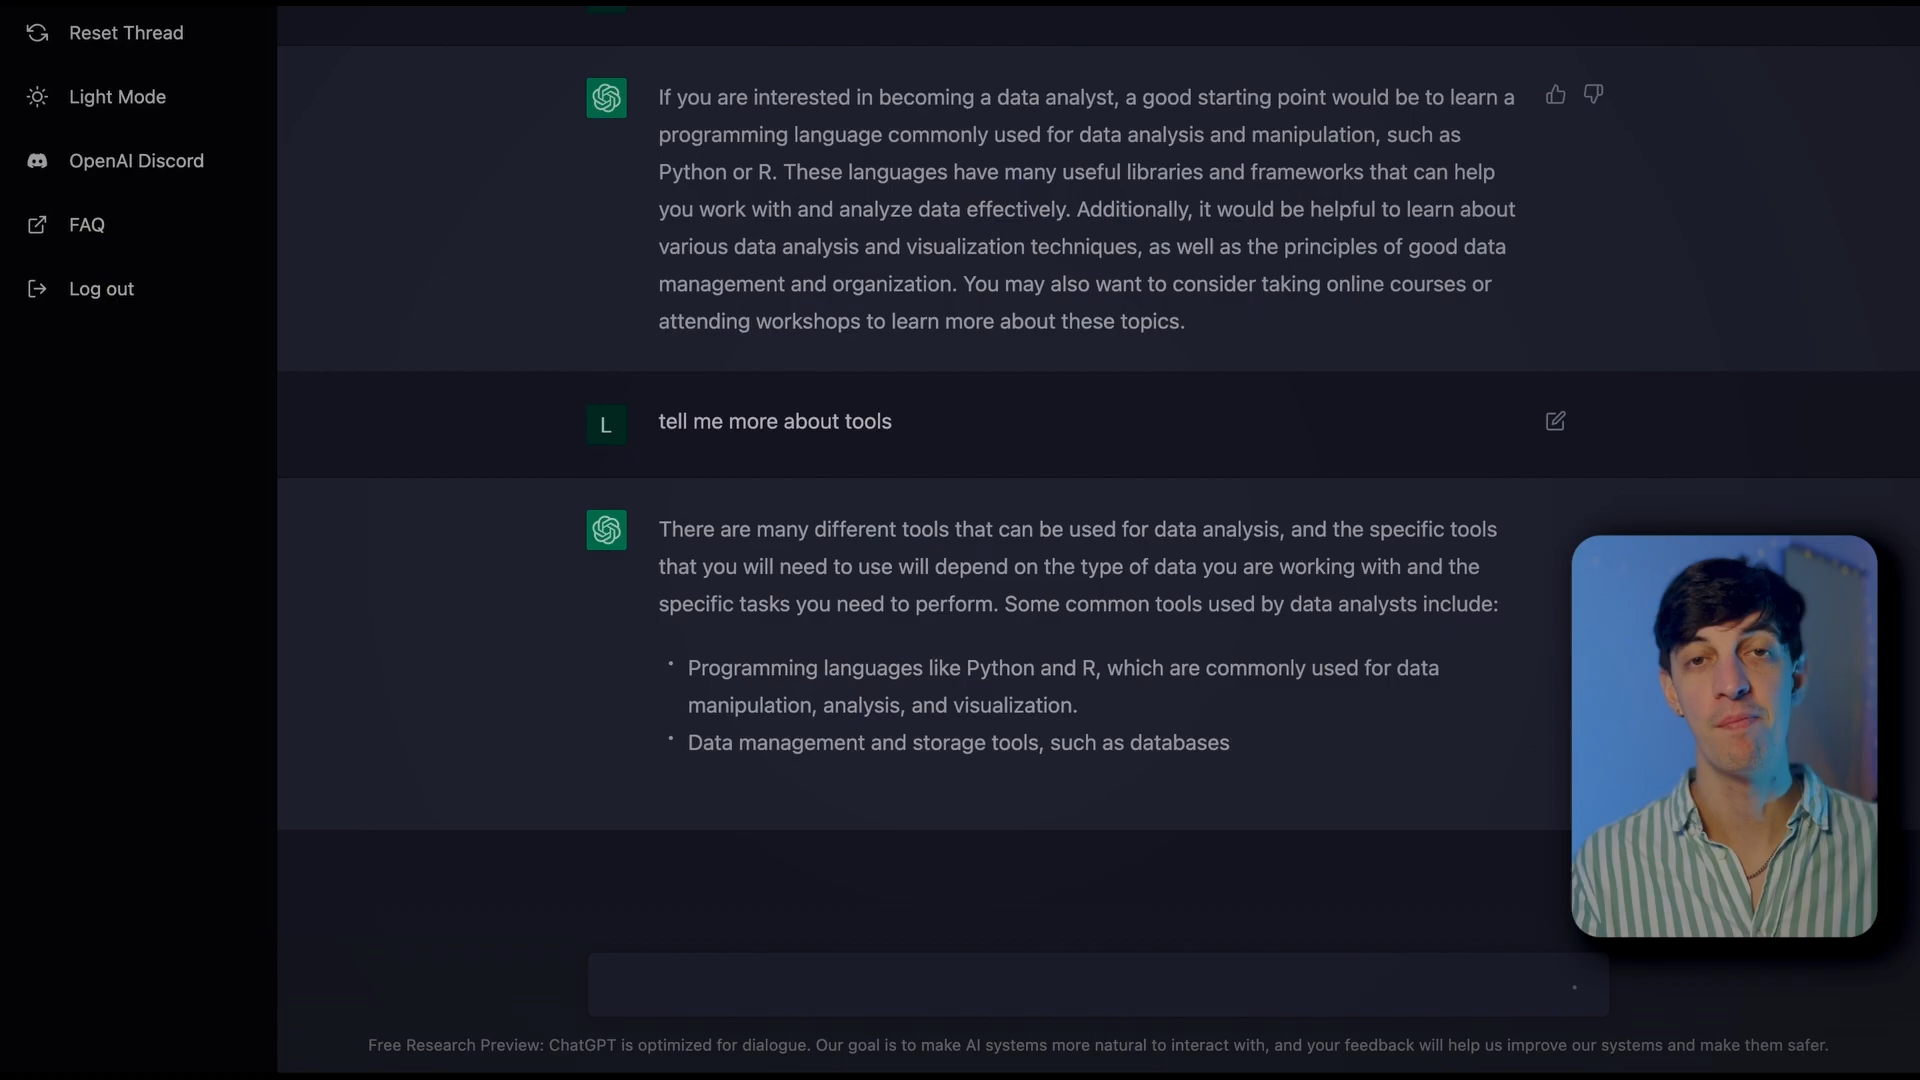 Reset Thread
Light Mode
OpenAI Discord
FAQ
Log out
If you are interested in becoming a data analyst, a good starting point would be to learn a
programming language commonly used for data analysis and manipulation, such as
Python or R. These languages have many useful libraries and frameworks that can help
you work with and analyze data effectively. Additionally, it would be helpful to learn about
various data analysis and visualization techniques, as well as the principles of good data
management and organization. You may also want to consider taking online courses or
attending workshops to learn more about these topics.
L
tell me more about tools
There are many different tools that can be used for data analysis, and the specific tools
that you will need to use will depend on the type of data you are working with and the
specific tasks you need to perform. Some common tools used by data analysts include:
• Programming languages like Python and R, which are commonly used for data
manipulation, analysis, and visualization.
• Data management and storage tools, such as databases
Free Research Preview: ChatGPT is optimized for dialogue. Our goal is to make AI systems more natural to interact with, and your feedback will help us improve our systems and make them safer.